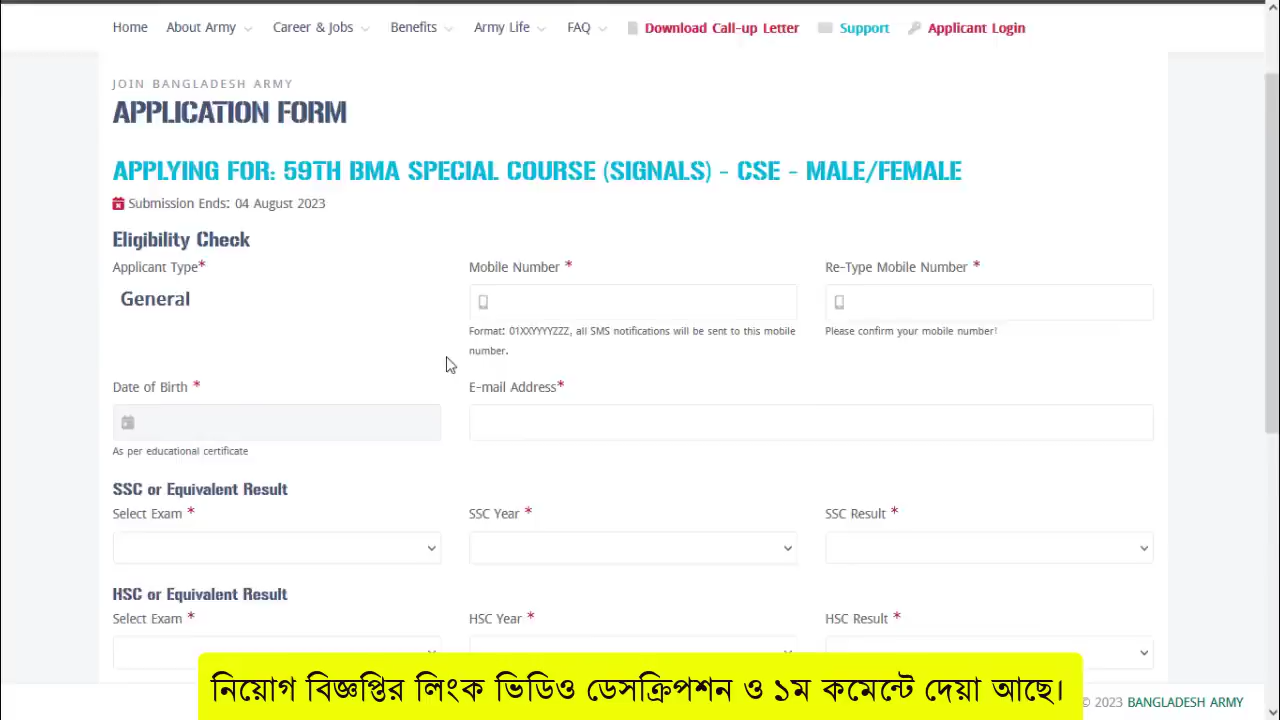 Home About Army Career & Jobs Benefits Army Life FAQ Download Call-up Letter Support Applicant Login
JOIN BANGLADESH ARMY
APPLICATION FORM
APPLYING FOR: 59TH BMA SPECIAL COURSE (SIGNALS) - CSE - MALE/FEMALE
Submission Ends: 04 August 2023
Eligibility Check
Applicant Type* Mobile Number * Re-Type Mobile Number *
General
Format: 01XXYYYYZZZ, all SMS notifications will be sent to this mobile number. Please confirm your mobile number!
Date of Birth * E-mail Address*
As per educational certificate
SSC or Equivalent Result
Select Exam * SSC Year * SSC Result *
HSC or Equivalent Result
Select Exam * HSC Year * HSC Result *
নিয়োগ বিজ্ঞপ্তির লিংক ভিডিও ডেসক্রিপশন ও ১ম কমেন্টে দেয়া আছে।
© 2023 BANGLADESH ARMY